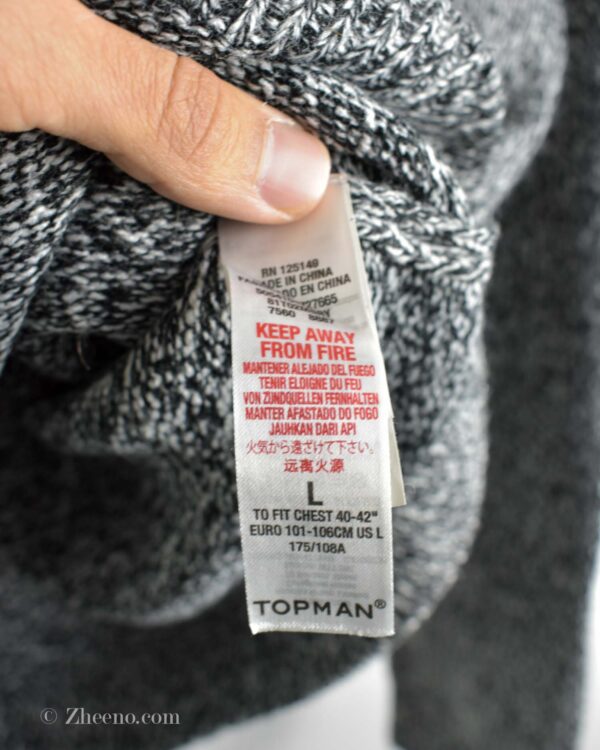 RN 125149
MADE IN CHINA
EN CHINA
7560
KEEP AWAY
FROM FIRE
MANTENER ALEJADO DEL FUEGO
TENIR ELOIGNE DU FEU
VON ZUNDQUELLEN FERNHALTEN
MANTER AFASTADO DO FOGO
JAUHKAN DARI API
火気から遠ざけて下さい。
远离火源
L
TO FIT CHEST 40-42"
EURO 101-106CM US L
175/108A
TOPMAN®
© Zheeno.com